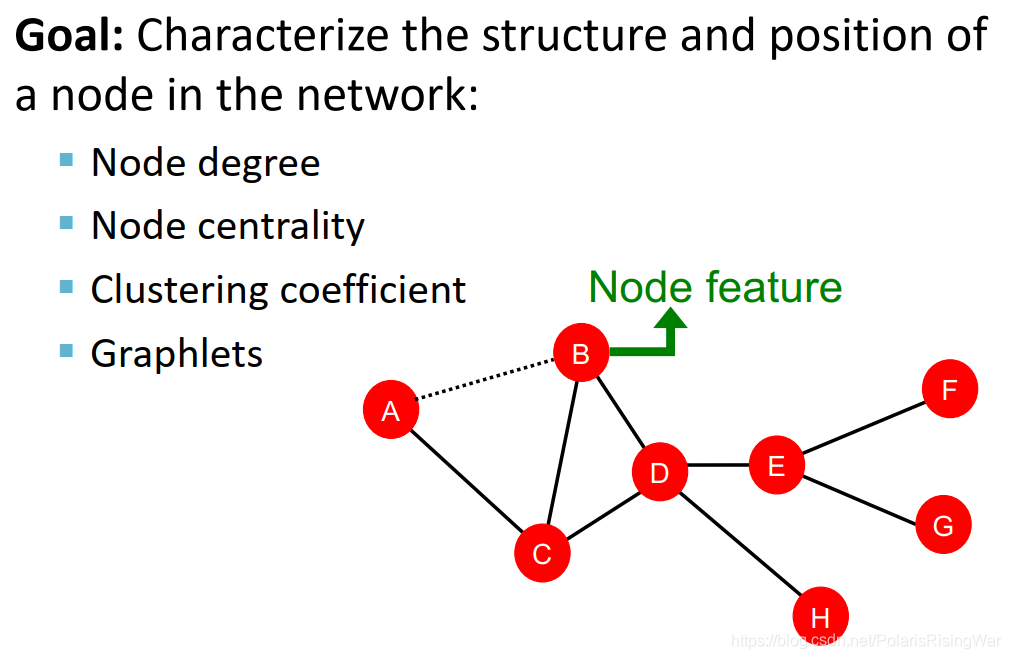 Goal: Characterize the structure and position of
a node in the network:
Node degree
Node centrality
Clustering coefficient
Graphlets
Node feature
B
A
F
D
E
G
C
H
https://blog.csdn.net/PolarisRisingWar